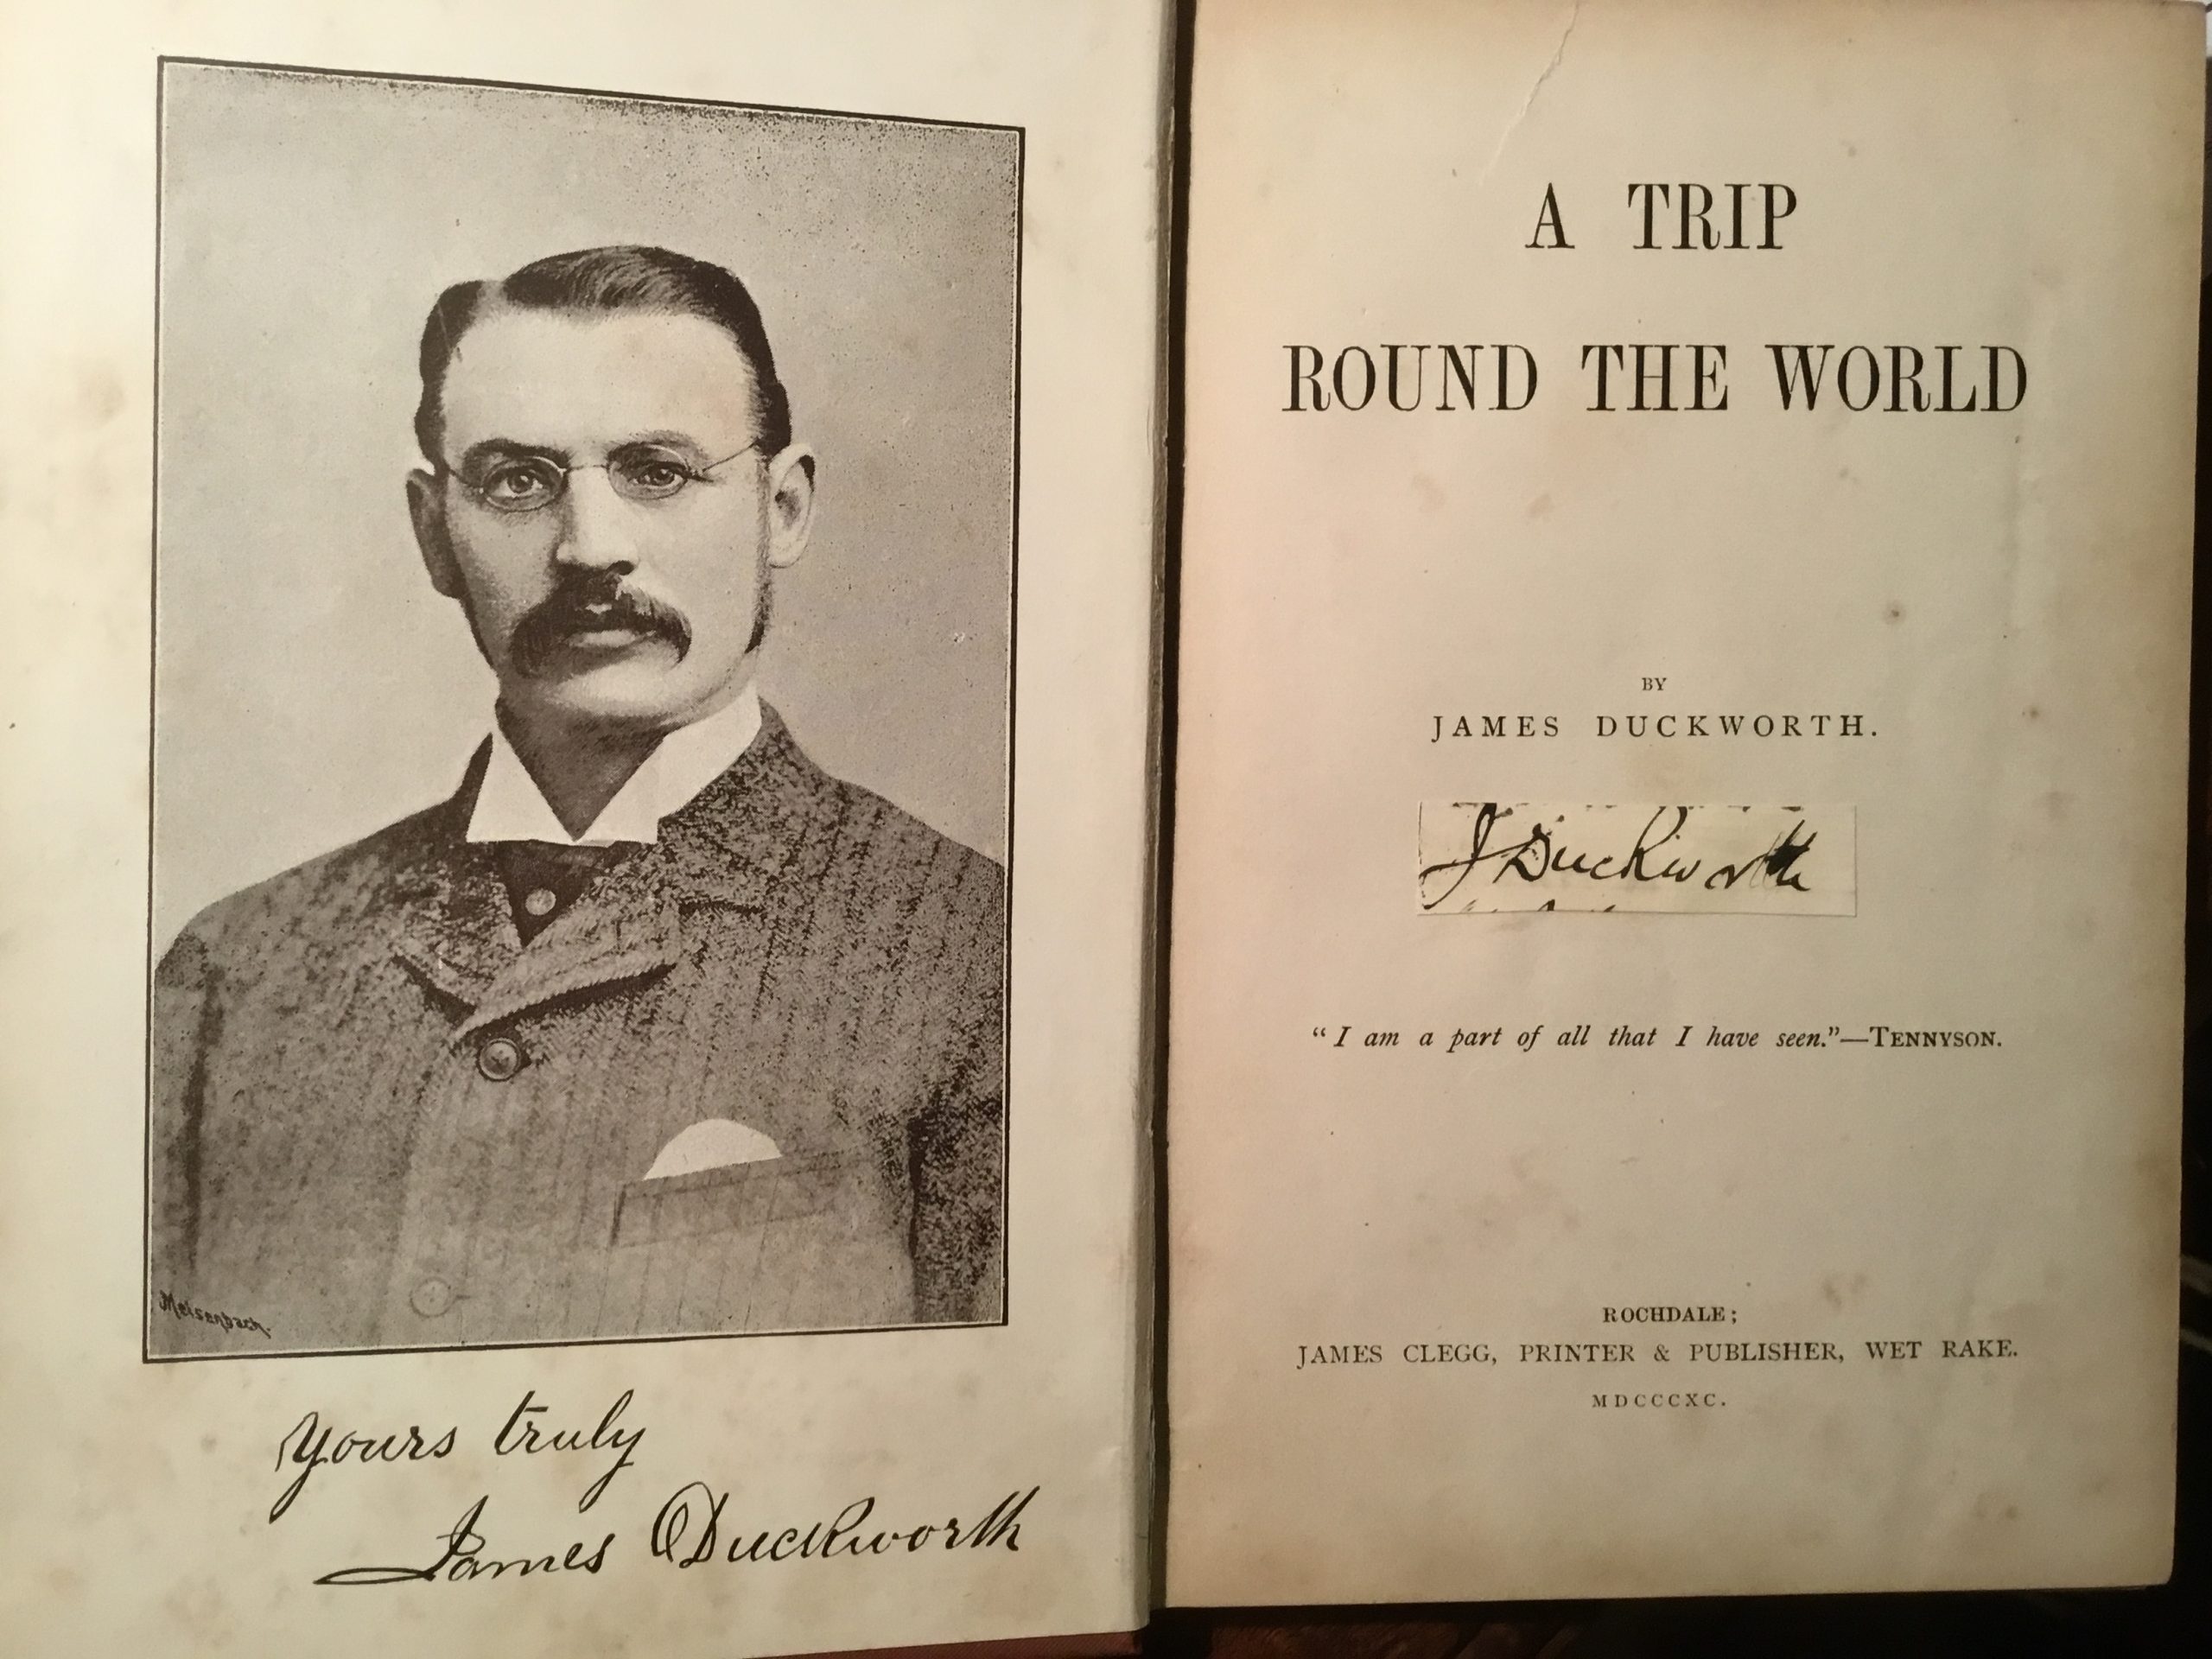 Meisenbach.
Yours truly
James Duckworth
A TRIP
ROUND THE WORLD
BY
JAMES DUCKWORTH.
J Duckworth
“I am a part of all that I have seen.”—TENNYSON.
ROCHDALE;
JAMES CLEGG, PRINTER & PUBLISHER, WET RAKE.
MDCCCXC.